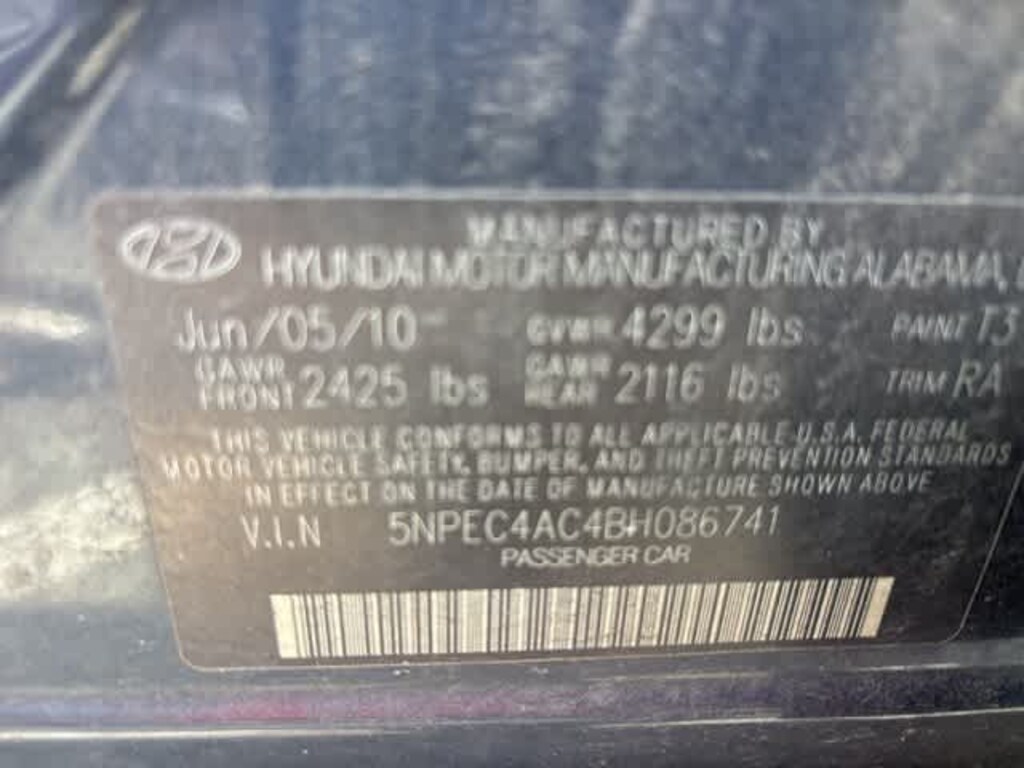 MANUFACTURED BY
HYUNDAI MOTOR MANUFACTURING ALABAMA,
Jun/05/10 GVWR 4299 lbs PAINT T3
GAWR FRONT 2425 lbs GAWR REAR 2116 lbs TRIM RA
THIS VEHICLE CONFORMS TO ALL APPLICABLE U.S.A. FEDERAL
MOTOR VEHICLE SAFETY, BUMPER, AND THEFT PREVENTION STANDARDS
IN EFFECT ON THE DATE OF MANUFACTURE SHOWN ABOVE
V.I.N 5NPEC4AC4BH086741
PASSENGER CAR